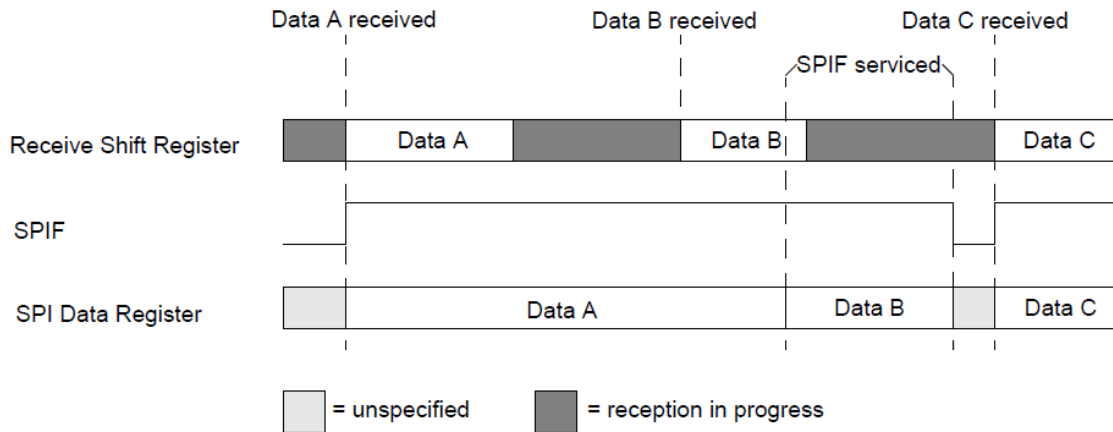 Data A received
Data B received
Data C received
SPIF serviced
Receive Shift Register
Data A
Data B
Data C
SPIF
SPI Data Register
Data A
Data B
Data C
= unspecified
= reception in progress